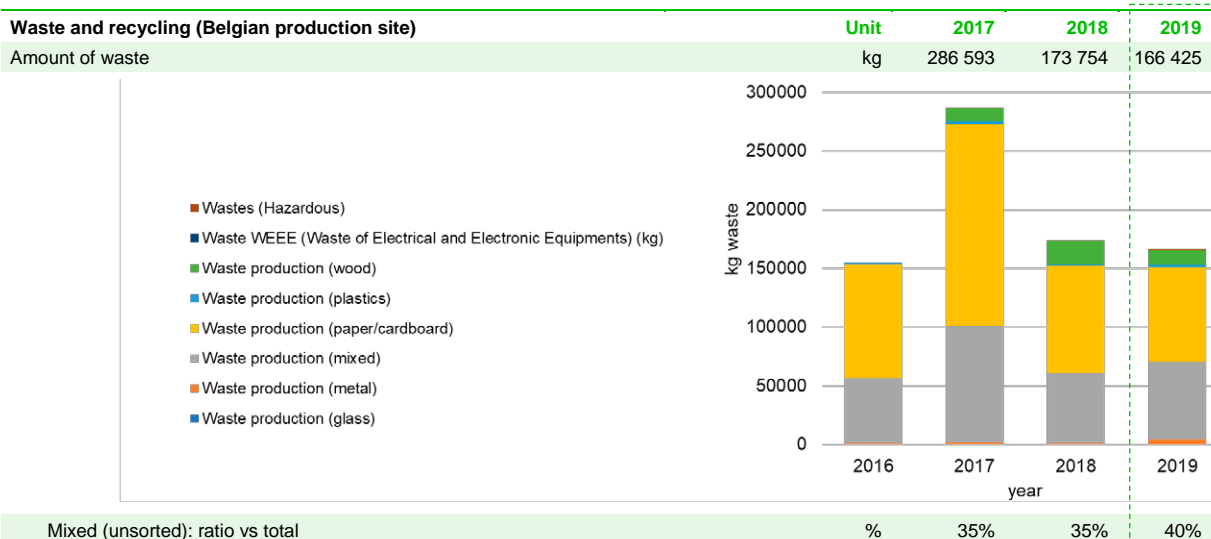 Waste and recycling (Belgian production site) Unit 2017 2018 2019
Amount of waste kg 286 593 173 754 166 425
300000
250000
200000
150000
100000
50000
0
kg waste
2016 2017 2018 2019
year
Wastes (Hazardous)
Waste WEEE (Waste of Electrical and Electronic Equipments) (kg)
Waste production (wood)
Waste production (plastics)
Waste production (paper/cardboard)
Waste production (mixed)
Waste production (metal)
Waste production (glass)
Mixed (unsorted): ratio vs total % 35% 35% 40%